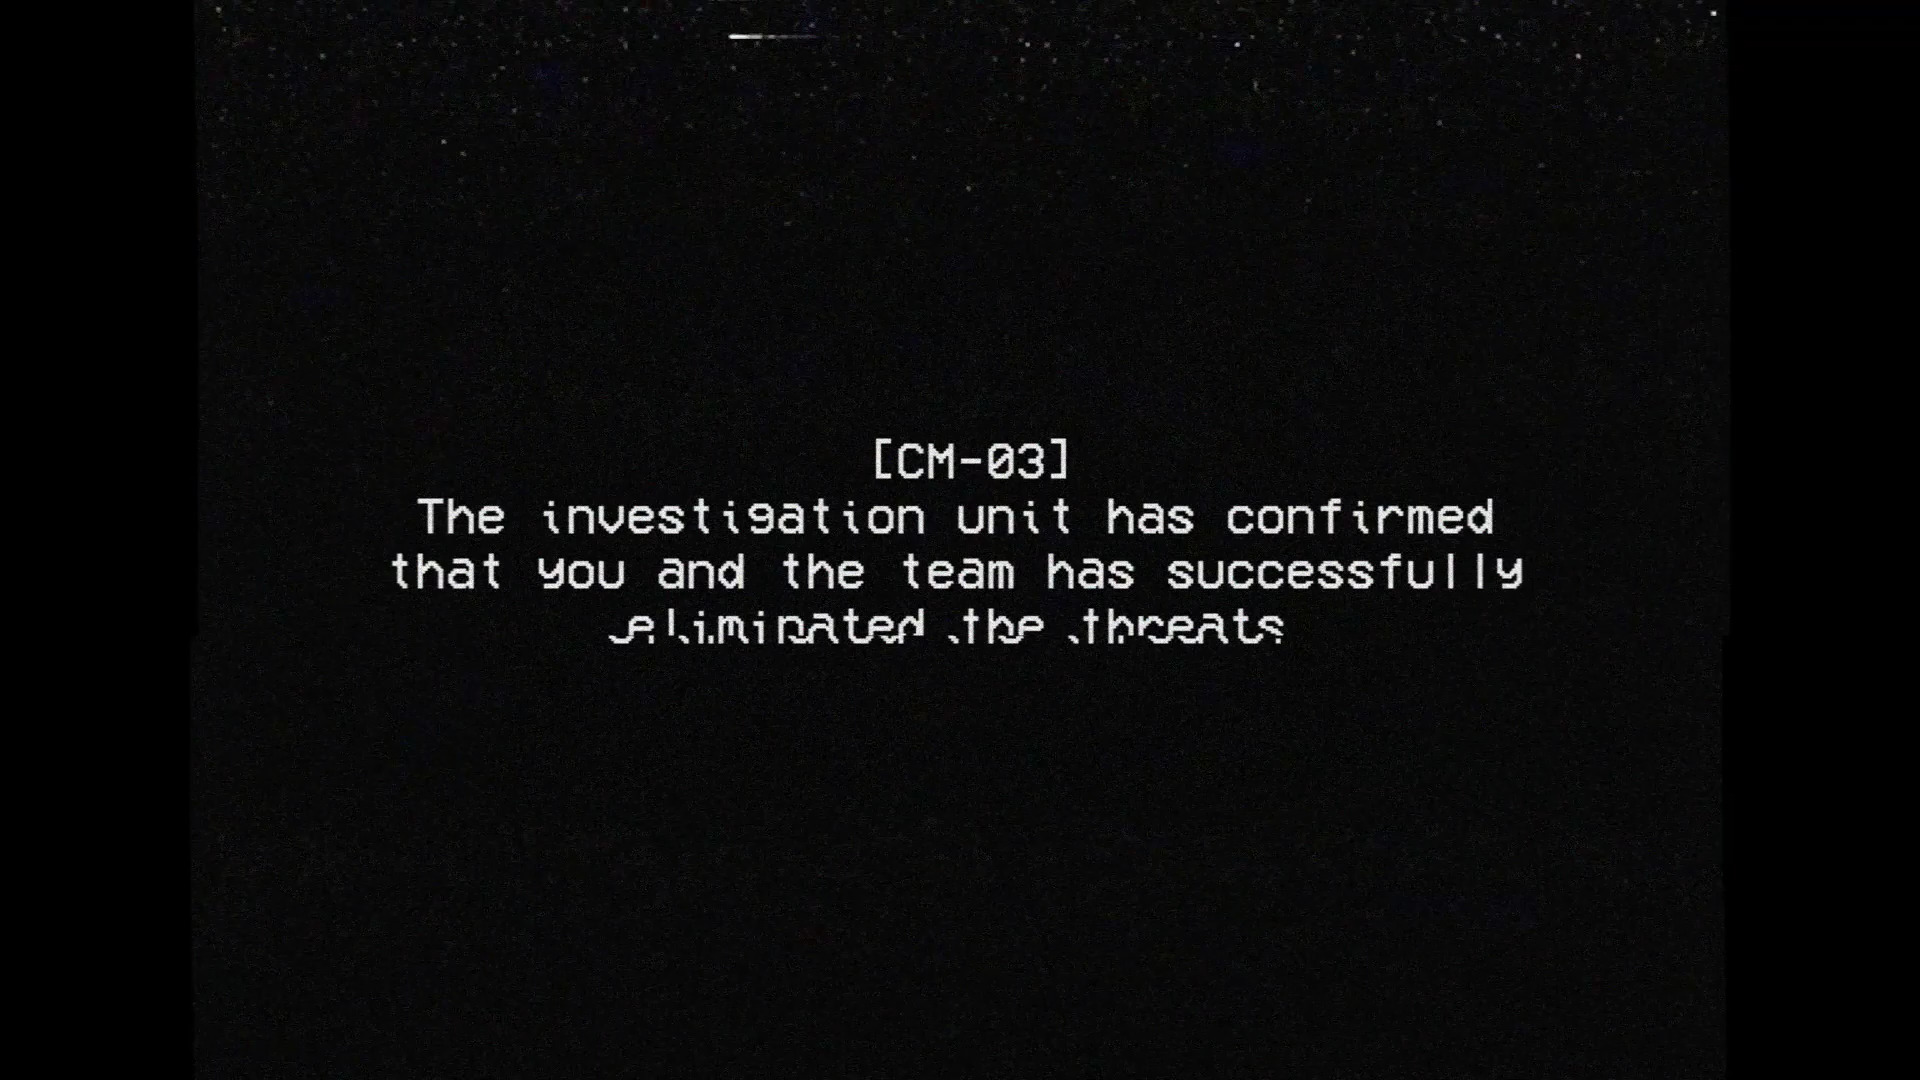 [CM-03]
The investigation unit has confirmed
that you and the team has successfully
eliminated the threats